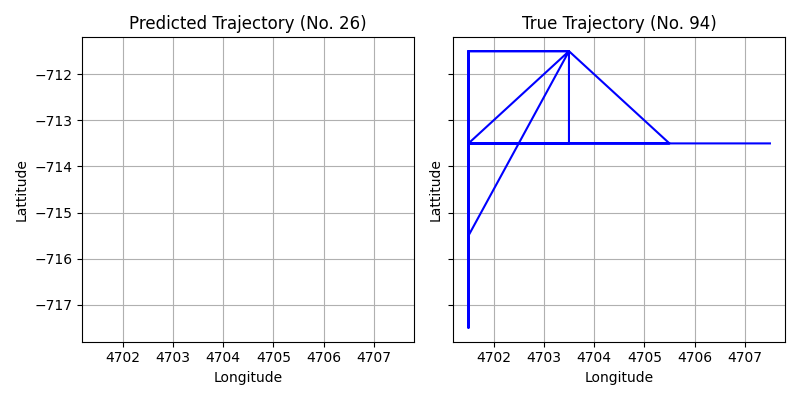 Predicted Trajectory (No. 26)
True Trajectory (No. 94)
−712
−713
−714
−715
−716
−717
Lattitude
Lattitude
4702 4703 4704 4705 4706 4707
4702 4703 4704 4705 4706 4707
Longitude
Longitude